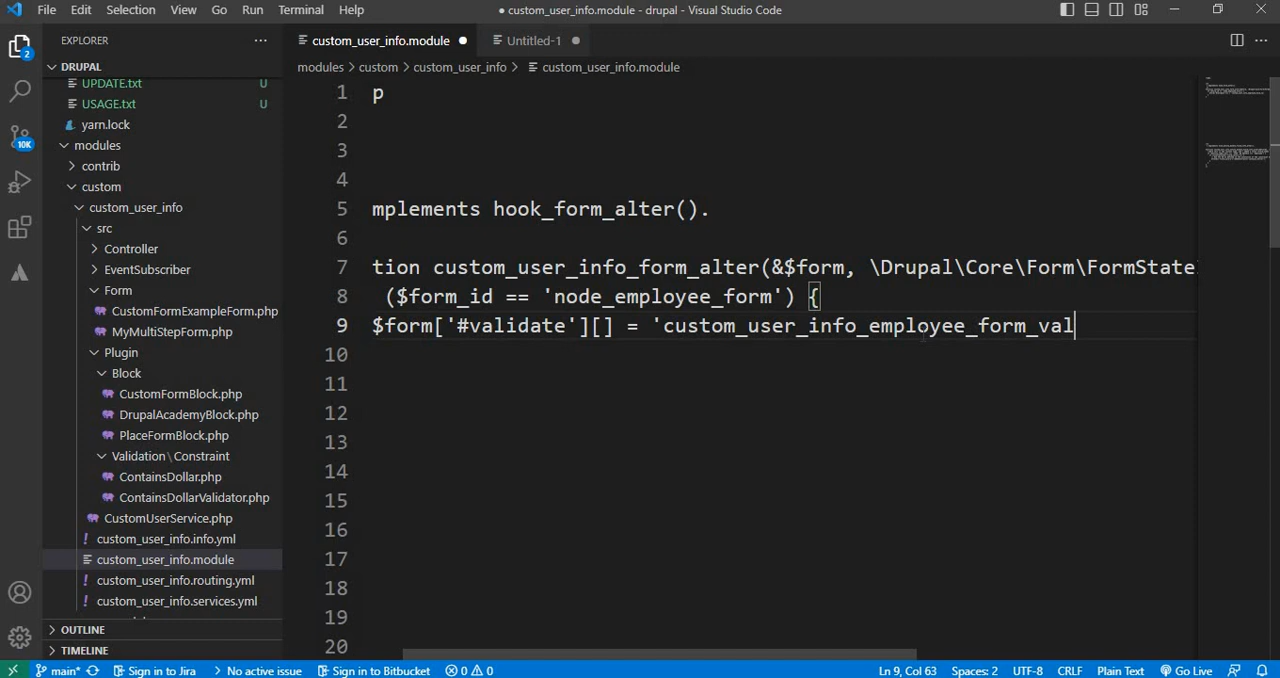 File Edit Selection View Go Run Terminal Help
custom_user_info.module - drupal - Visual Studio Code
EXPLORER
custom_user_info.module
Untitled-1
DRUPAL
modules > custom > custom_user_info > custom_user_info.module
UPDATE.txt U
USAGE.txt U
yarn.lock
modules
contrib
custom
custom_user_info
src
Controller
EventSubscriber
Form
CustomFormExampleForm.php
MyMultiStepForm.php
Plugin
Block
CustomFormBlock.php
DrupalAcademyBlock.php
PlaceFormBlock.php
Validation\Constraint
ContainsDollar.php
ContainsDollarValidator.php
CustomUserService.php
custom_user_info.info.yml
custom_user_info.module
custom_user_info.routing.yml
custom_user_info.services.yml
OUTLINE
TIMELINE
2
10K
1 p
2
3
4
5 mplements hook_form_alter().
6
7 tion custom_user_info_form_alter(&$form, \Drupal\Core\Form\FormState
8 ($form_id == 'node_employee_form') {
9 $form['#validate'][] = 'custom_user_info_employee_form_val
10
11
12
13
14
15
16
17
18
19
20
main* Sign in to Jira No active issue Sign in to Bitbucket 0 0 Ln 9, Col 63 Spaces: 2 UTF-8 CRLF Plain Text Go Live